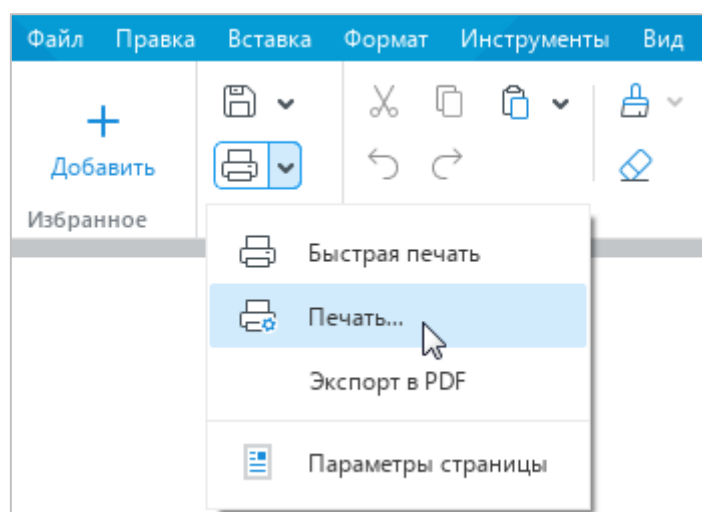 Файл Правка Вставка Формат Инструменты Вид
Добавить
Избранное
Быстрая печать
Печать...
Экспорт в PDF
Параметры страницы